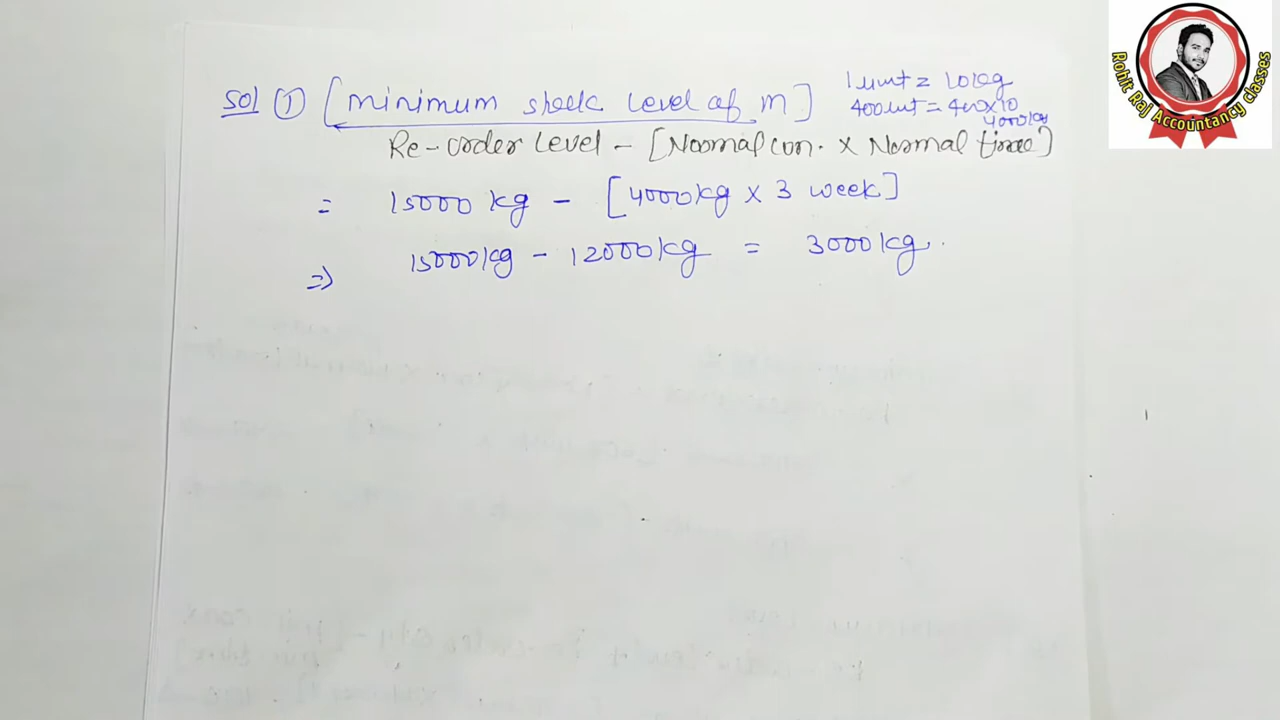 Sol ① [minimum stock level of m]
1 unit = 10 kg
400 unit = 400 x 10
4000 kg
Re-order Level - [Normal con. x Normal time]
= 15000 kg - [4000 kg x 3 week]
=> 15000 kg - 12000 kg = 3000 kg.
Rohit Raj Accountancy classes